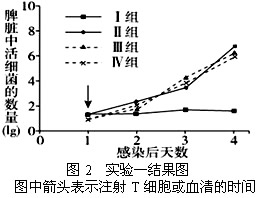 脾脏中活细菌的数量(lg)
10
8
6
4
2
0
Ⅰ组
Ⅱ组
Ⅲ组
Ⅳ组
1 2 3 4
感染后天数
图 2 实验一结果图
图中箭头表示注射 T 细胞或血清的时间